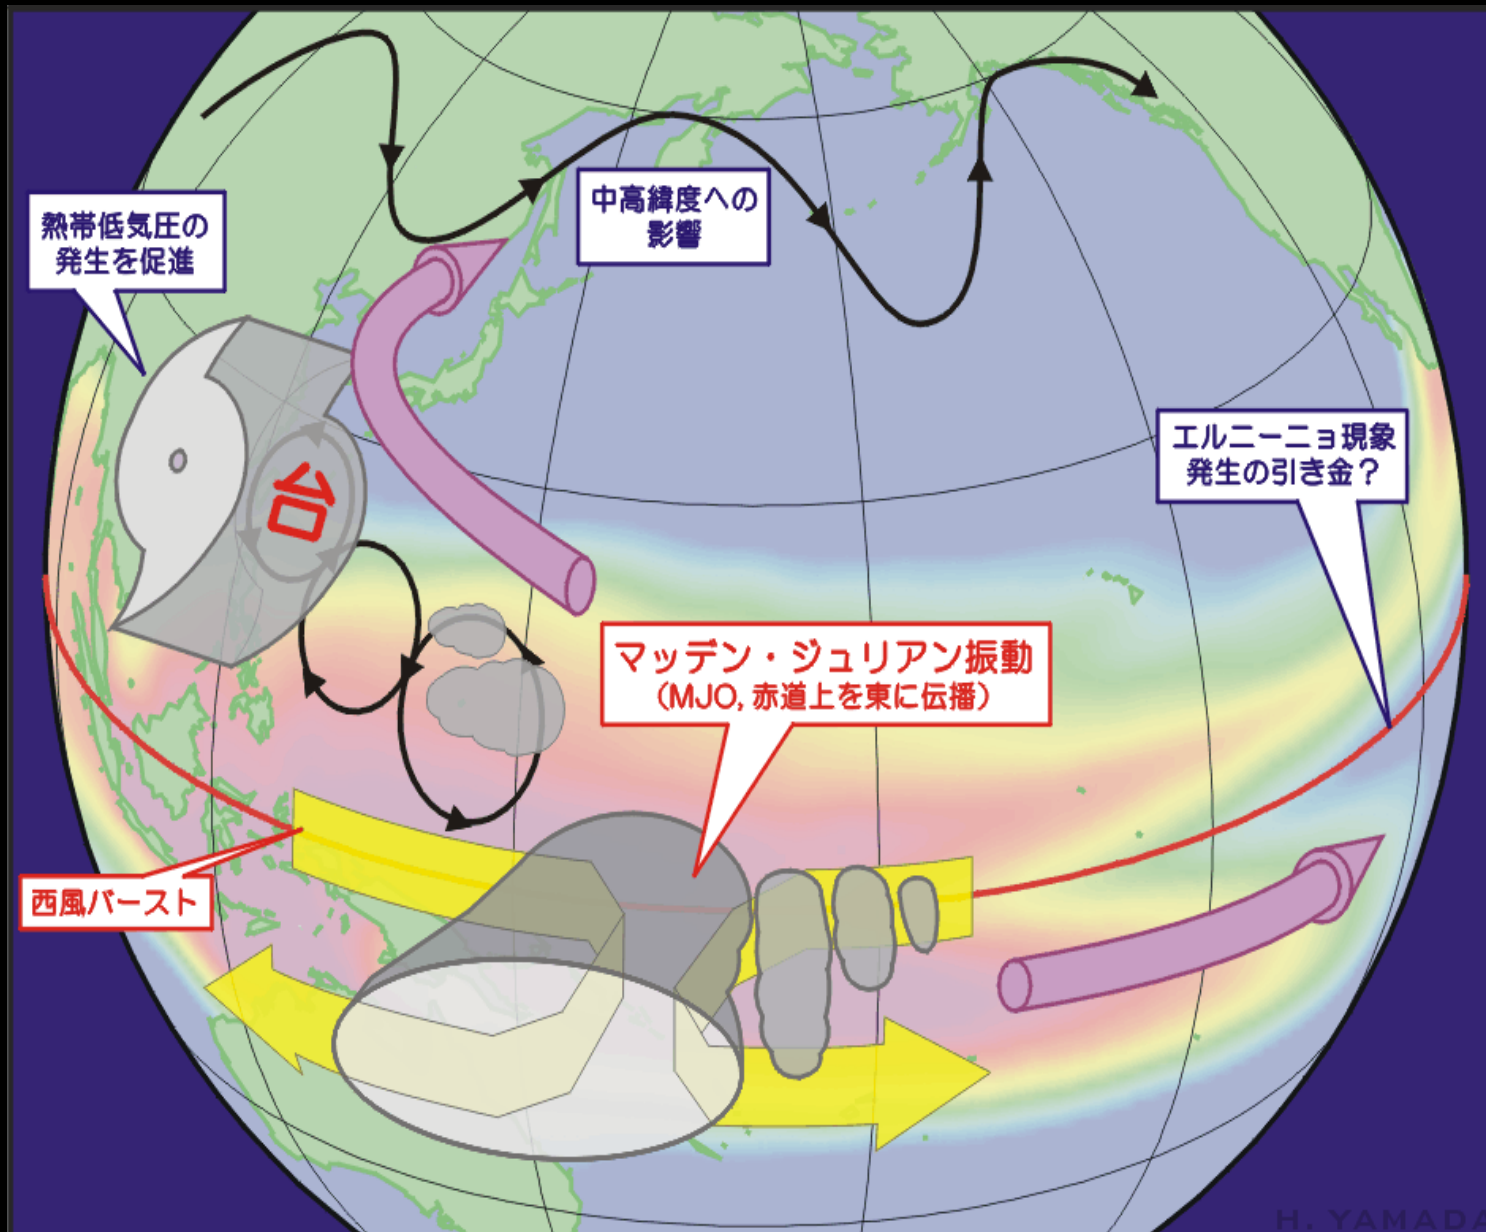 熱帯低気圧の
発生を促進
中高緯度への
影響
エルニーニョ現象
発生の引き金？
台
マッデン・ジュリアン振動
（MJO, 赤道上を東に伝播）
西風バースト
H. YAMADA